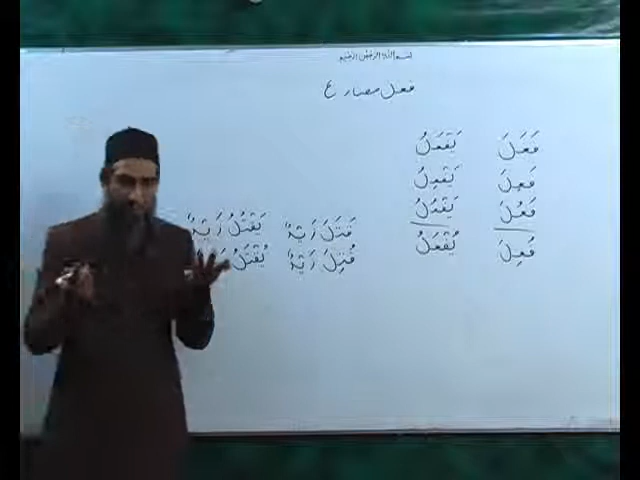 بسم الله الرحمن الرحيم
فعل مضارع
فَعَلَ يَفْعَلُ
فَعِلَ يَفْعِلُ
فَعُلَ يَفْعُلُ
فُعِلَ يُفْعَلُ
قَتَلَ زَيْدٌ يَقْتُلُ زَيْدٌ
قُتِلَ زَيْدٌ يُقْتَلُ